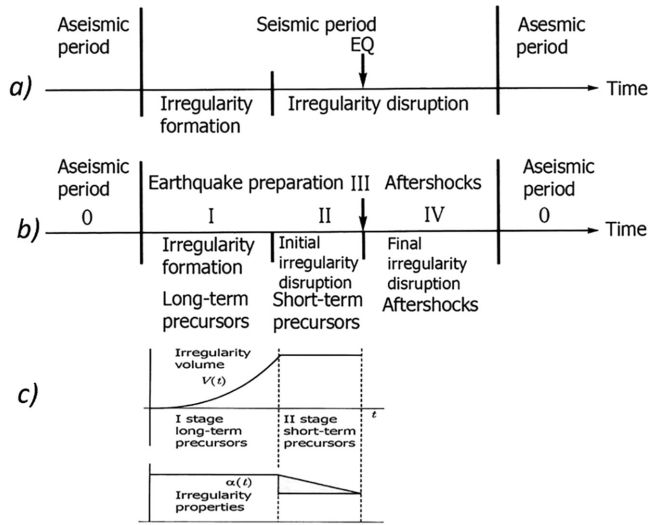 Aseismic
period
Seismic period
EQ
Asesmic
period
a)
Time
Irregularity
formation
Irregularity disruption
Aseismic
period
0
Earthquake preparation III
Aftershocks
Aseismic
period
0
I
II
IV
b)
Time
Irregularity
formation
Initial
irregularity
disruption
Final
irregularity
disruption
Long-term
precursors
Short-term
precursors
Aftershocks
c)
Irregularity
volume
V(t)
t
I stage
long-term
precursors
II stage
short-term
precursors
α(t)
Irregularity
properties